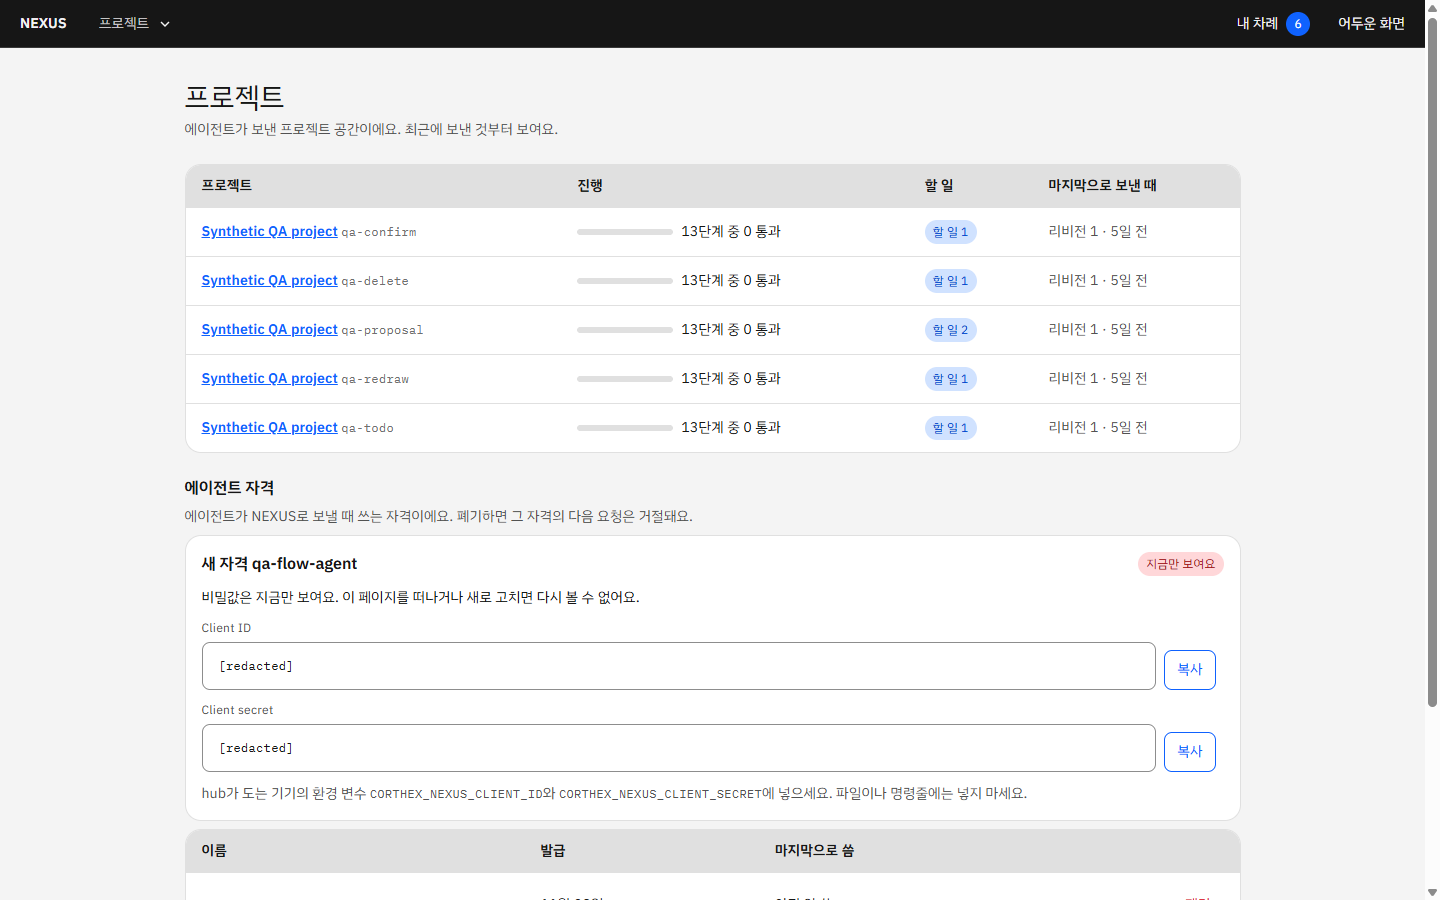 NEXUS 프로젝트 내 차례 6 어두운 화면
프로젝트
에이전트가 보낸 프로젝트 공간이에요. 최근에 보낸 것부터 보여요.
프로젝트 진행 할 일 마지막으로 보낸 때
Synthetic QA project qa-confirm 13단계 중 0 통과 할 일 1 리비전 1 · 5일 전
Synthetic QA project qa-delete 13단계 중 0 통과 할 일 1 리비전 1 · 5일 전
Synthetic QA project qa-proposal 13단계 중 0 통과 할 일 2 리비전 1 · 5일 전
Synthetic QA project qa-redraw 13단계 중 0 통과 할 일 1 리비전 1 · 5일 전
Synthetic QA project qa-todo 13단계 중 0 통과 할 일 1 리비전 1 · 5일 전
에이전트 자격
에이전트가 NEXUS로 보낼 때 쓰는 자격이에요. 폐기하면 그 자격의 다음 요청은 거절돼요.
새 자격 qa-flow-agent 지금만 보여요
비밀값은 지금만 보여요. 이 페이지를 떠나거나 새로 고치면 다시 볼 수 없어요.
Client ID
[redacted] 복사
Client secret
[redacted] 복사
hub가 도는 기기의 환경 변수 CORTHEX_NEXUS_CLIENT_ID와 CORTHEX_NEXUS_CLIENT_SECRET에 넣으세요. 파일이나 명령줄에는 넣지 마세요.
이름 발급 마지막으로 씀